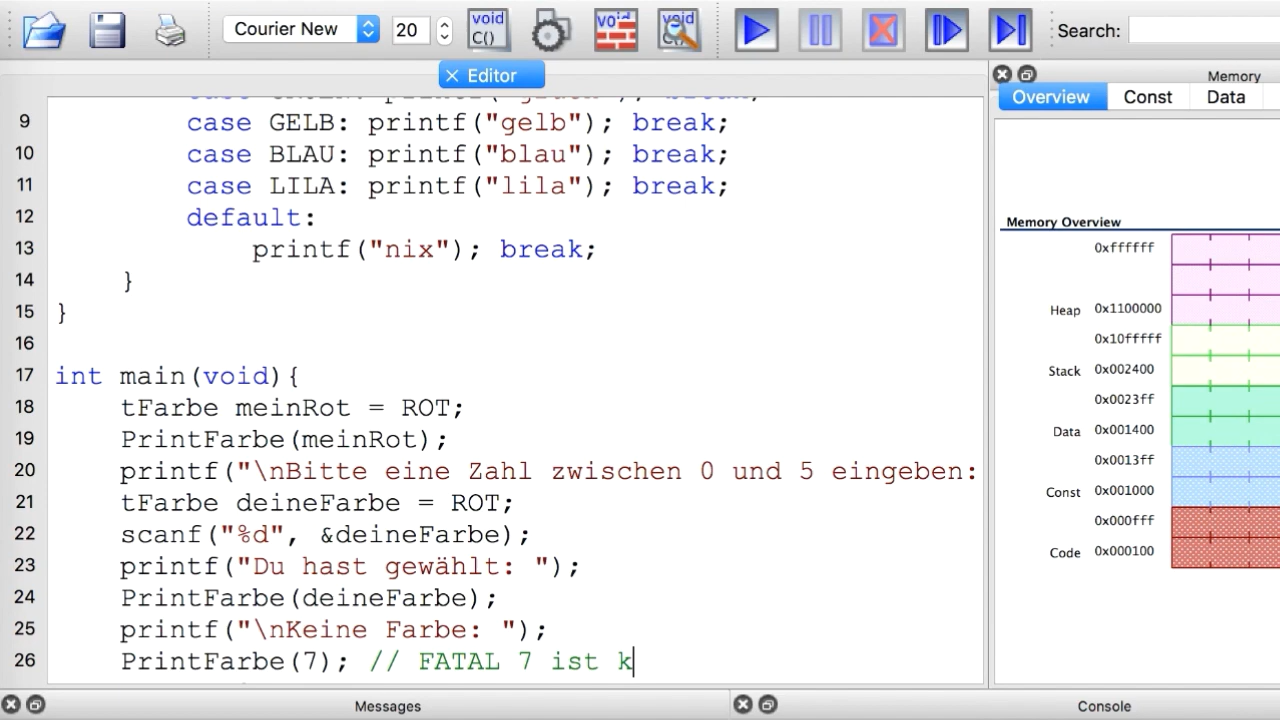 Courier New
20
void
C()
void
void
C()
Search:
Editor
9 case GELB: printf("gelb"); break;
10 case BLAU: printf("blau"); break;
11 case LILA: printf("lila"); break;
12 default:
13 printf("nix"); break;
14 }
15 }
16
17 int main(void){
18 tFarbe meinRot = ROT;
19 PrintFarbe(meinRot);
20 printf("\nBitte eine Zahl zwischen 0 und 5 eingeben:
21 tFarbe deineFarbe = ROT;
22 scanf("%d", &deineFarbe);
23 printf("Du hast gewählt: ");
24 PrintFarbe(deineFarbe);
25 printf("\nKeine Farbe: ");
26 PrintFarbe(7); // FATAL 7 ist k
Memory
Overview Const Data
Memory Overview
0xffffff
Heap 0x1100000
0x10fffff
Stack 0x002400
0x0023ff
Data 0x001400
0x0013ff
Const 0x001000
0x000fff
Code 0x000100
Messages
Console